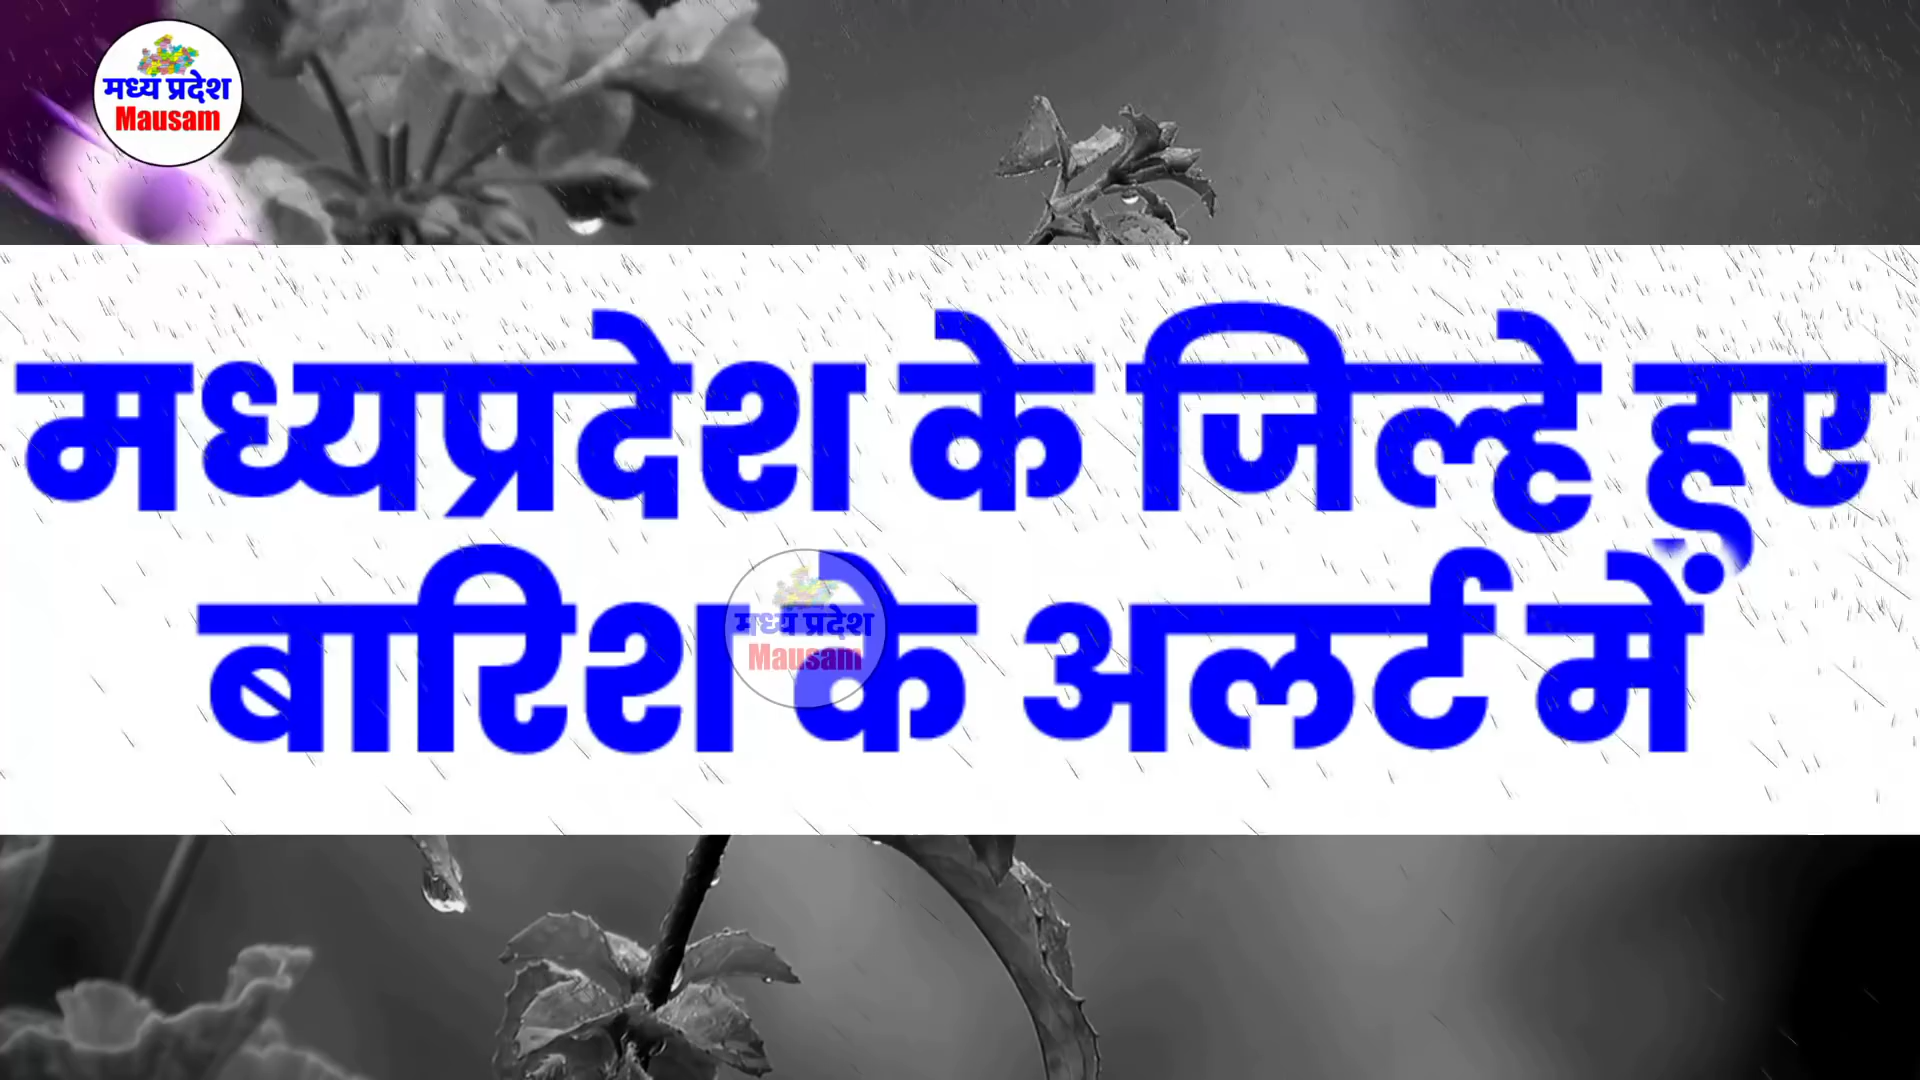 मध्य प्रदेश
Mausam
मध्यप्रदेश के जिल्हे हुए
बारिश के अलर्ट में
मध्य प्रदेश
Mausam